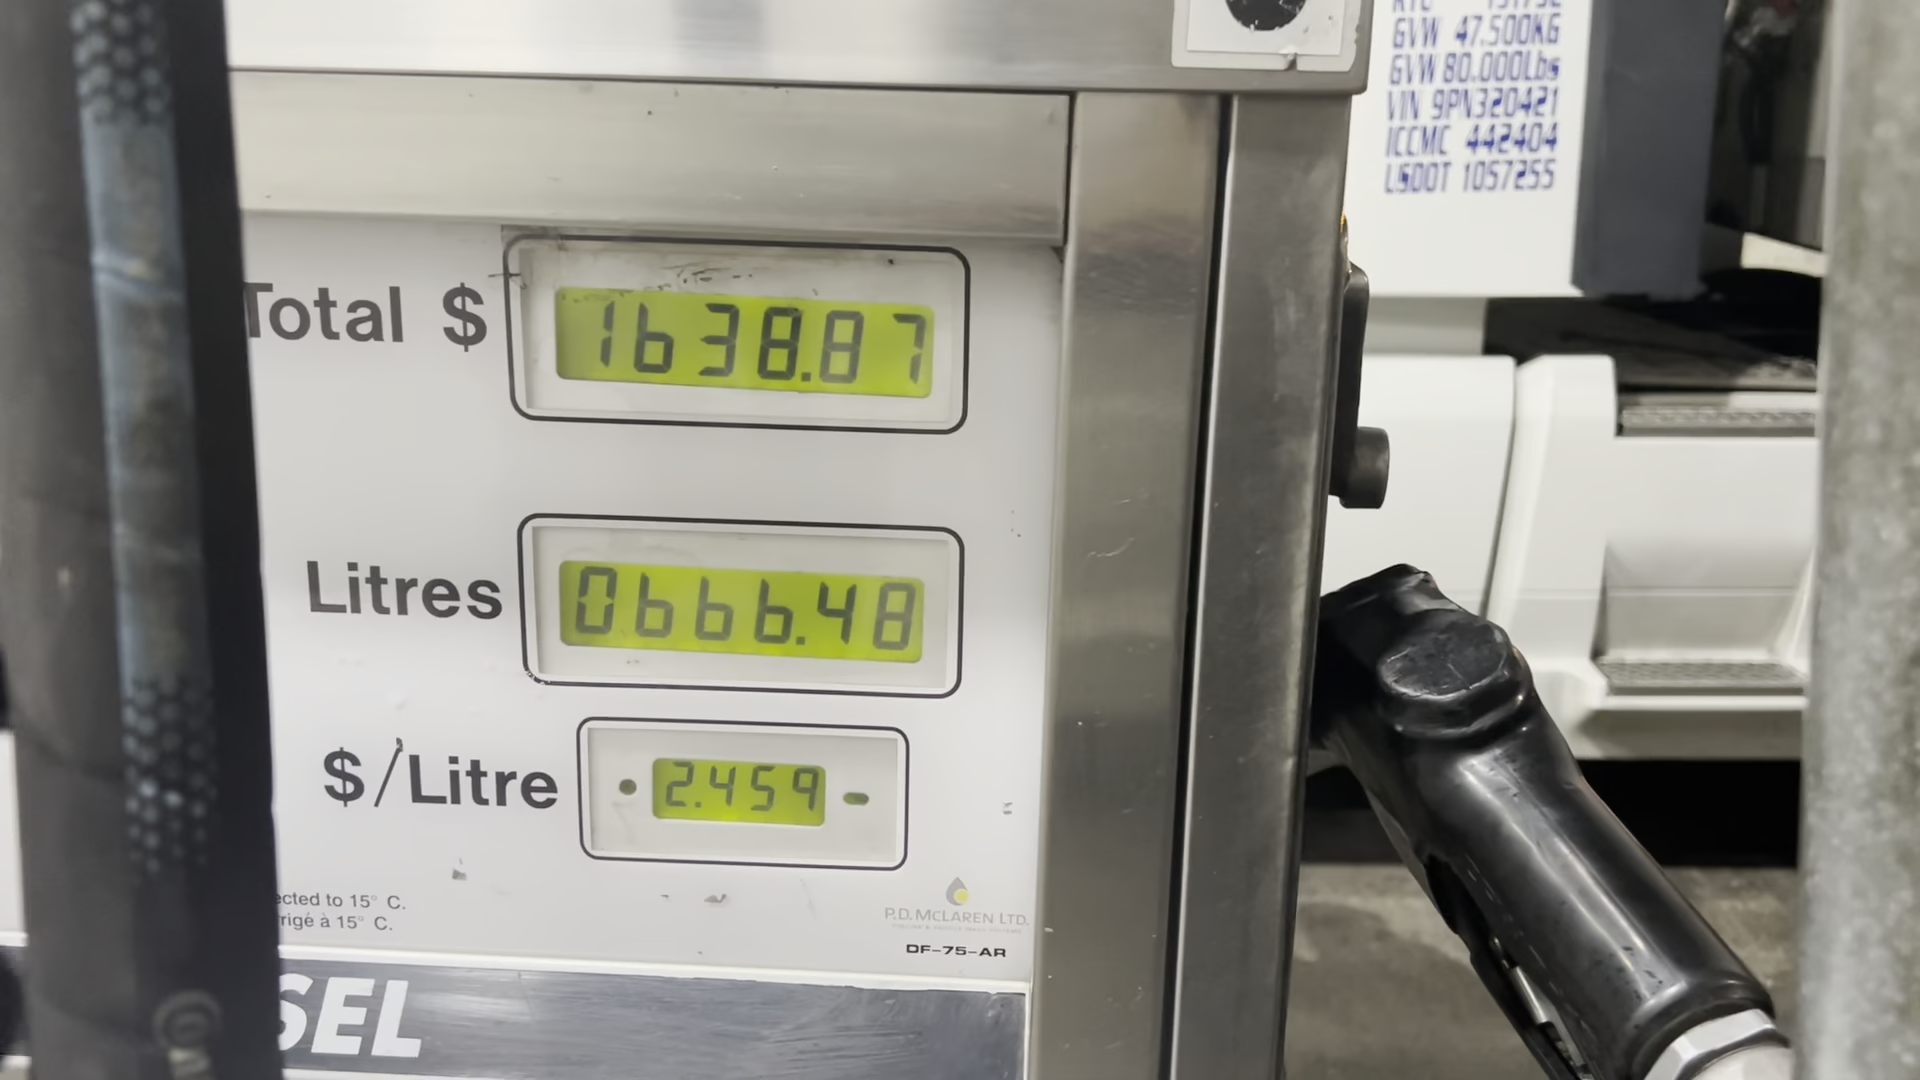 GVW 47.500KG
GVW 80.000Lbs
VIN 9PN320421
ICCMC 442404
USDOT 1057255
Total $ 1638.87
Litres 0666.48
$/Litre 2.459
ected to 15° C.
rigé à 15° C.
P.D. MCLAREN LTD.
DF-75-AR
SEL